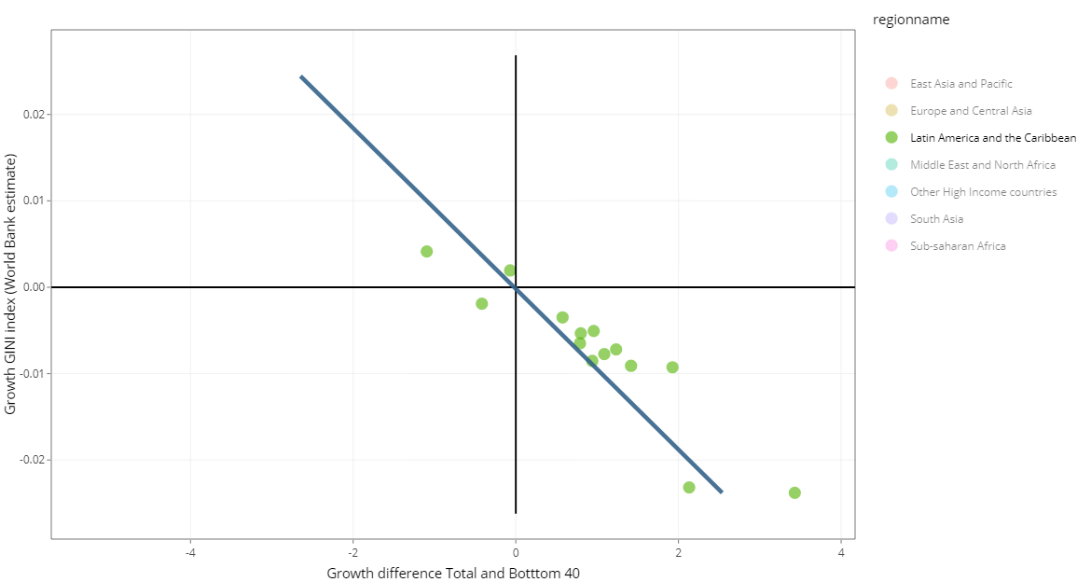 regionname
East Asia and Pacific
Europe and Central Asia
Latin America and the Caribbean
Middle East and North Africa
Other High Income countries
South Asia
Sub-saharan Africa
Growth GINI index (World Bank estimate)
0.02
0.01
0.00
-0.01
-0.02
-4 -2 0 2 4
Growth difference Total and Botttom 40